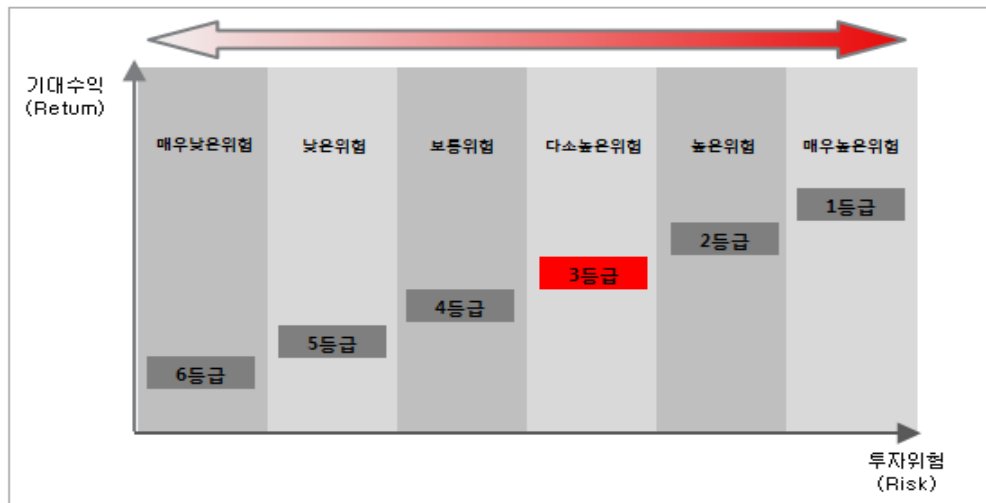 기대수익
(Return)
매우낮은위험
낮은위험
보통위험
다소높은위험
높은위험
매우높은위험
1등급
2등급
3등급
4등급
5등급
6등급
투자위험
(Risk)